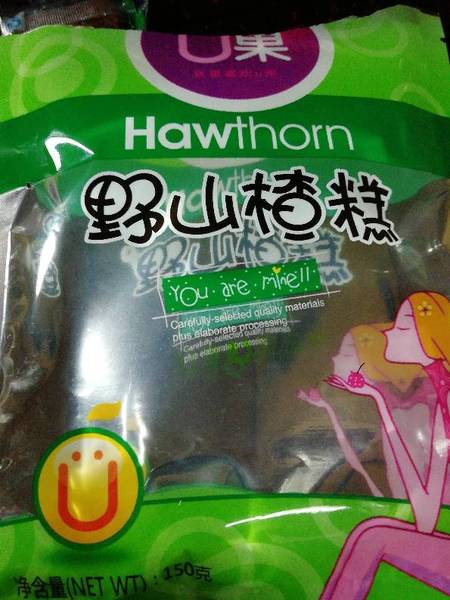 U果
Hawthorn
野山楂糕
You are mine!!
Carefully-selected quality materials
plus elaborate processing
Ü
净含量(NET WT)：150克